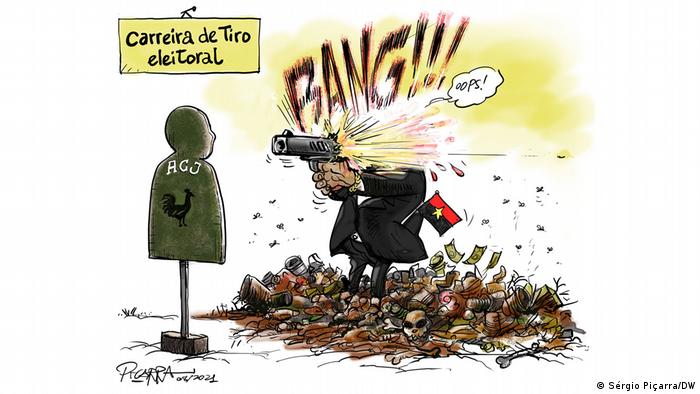 Carreira de Tiro
eleitoral
BANG!!!
OOPS!
ACJ
PIÇARRA 04/2021
© Sérgio Piçarra/DW